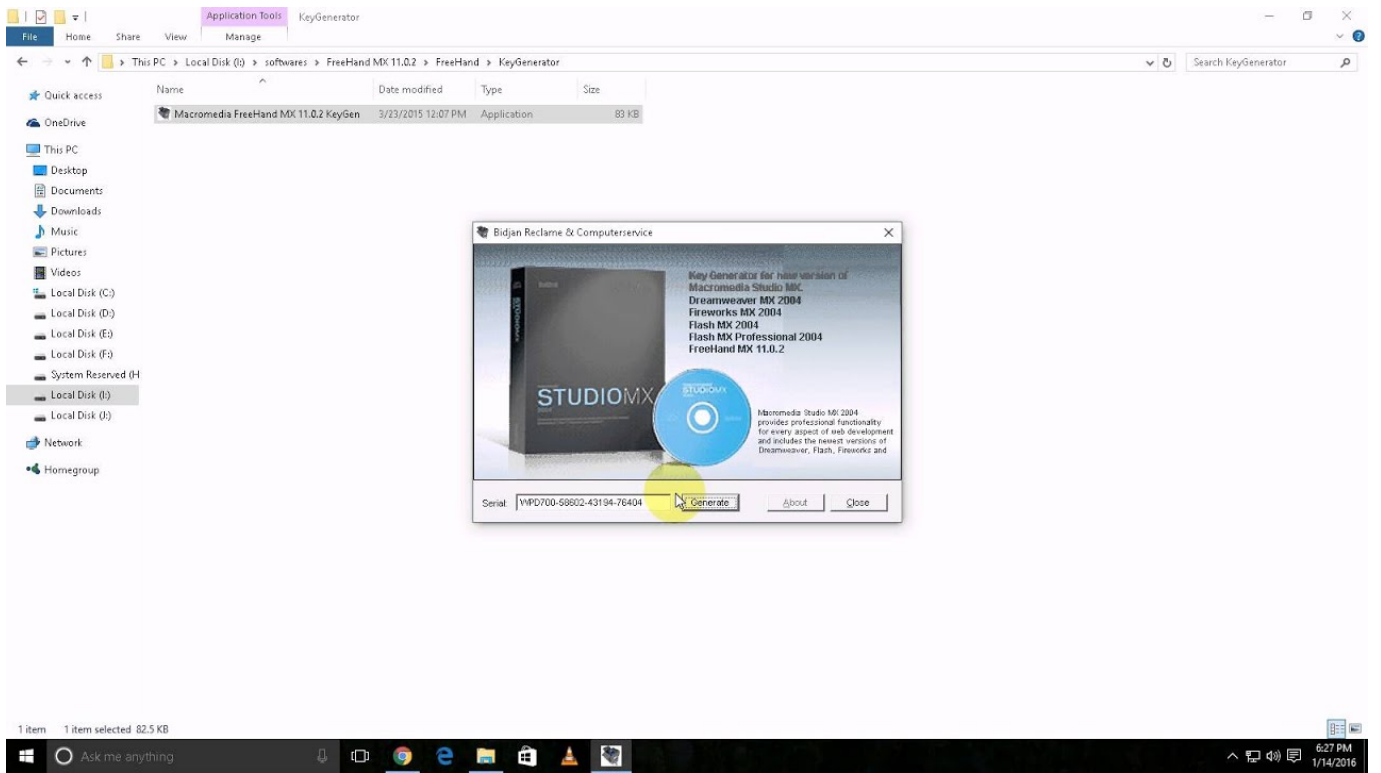 Application Tools
KeyGenerator
File
Home
Share
View
Manage
This PC > Local Disk (I:) > softwares > FreeHand MX 11.0.2 > FreeHand > KeyGenerator
Search KeyGenerator
Name
Date modified
Type
Size
Macromedia FreeHand MX 11.0.2 KeyGen
3/23/2015 12:07 PM
Application
83 KB
Quick access
OneDrive
This PC
Desktop
Documents
Downloads
Music
Pictures
Videos
Local Disk (C:)
Local Disk (D:)
Local Disk (E:)
Local Disk (F:)
System Reserved (H
Local Disk (I:)
Local Disk (J:)
Network
Homegroup
Bidjan Reclame & Computerservice
Key Generator for new version of
Macromedia Studio MX.
Dreamweaver MX 2004
Fireworks MX 2004
Flash MX 2004
Flash MX Professional 2004
FreeHand MX 11.0.2
STUDIOMX
STUDIOMX
STUDIOMX
Macromedia Studio MX 2004
provides professional functionality
for every aspect of web development
and includes the newest versions of
Dreamweaver, Flash, Fireworks and
Serial:
WPD700-58602-43194-76404
Generate
About
Close
1 item
1 item selected 82.5 KB
Ask me anything
6:27 PM
1/14/2016